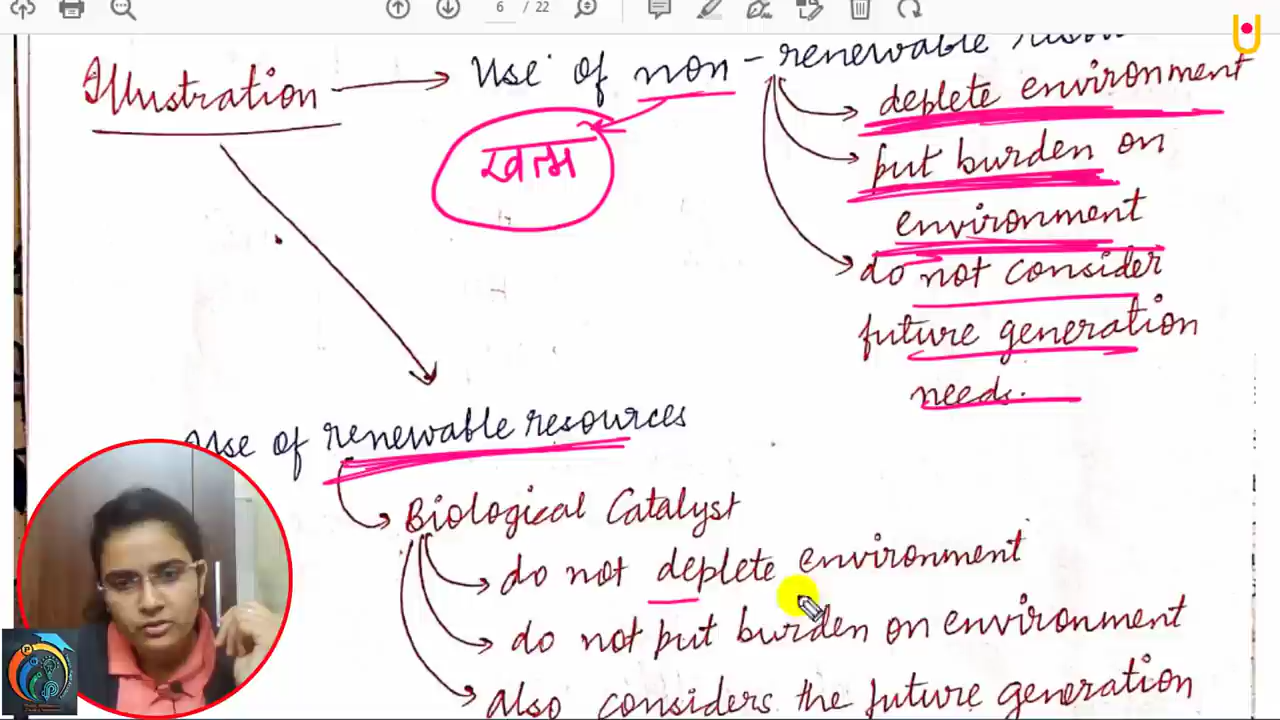 6 / 22
Illustration
Use of non - renewable
खत्म
deplete environment
put burden on
environment
do not consider
future generation
needs.
Use of renewable resources
Biological Catalyst
do not deplete environment
do not put burden on environment
also considers the future generation